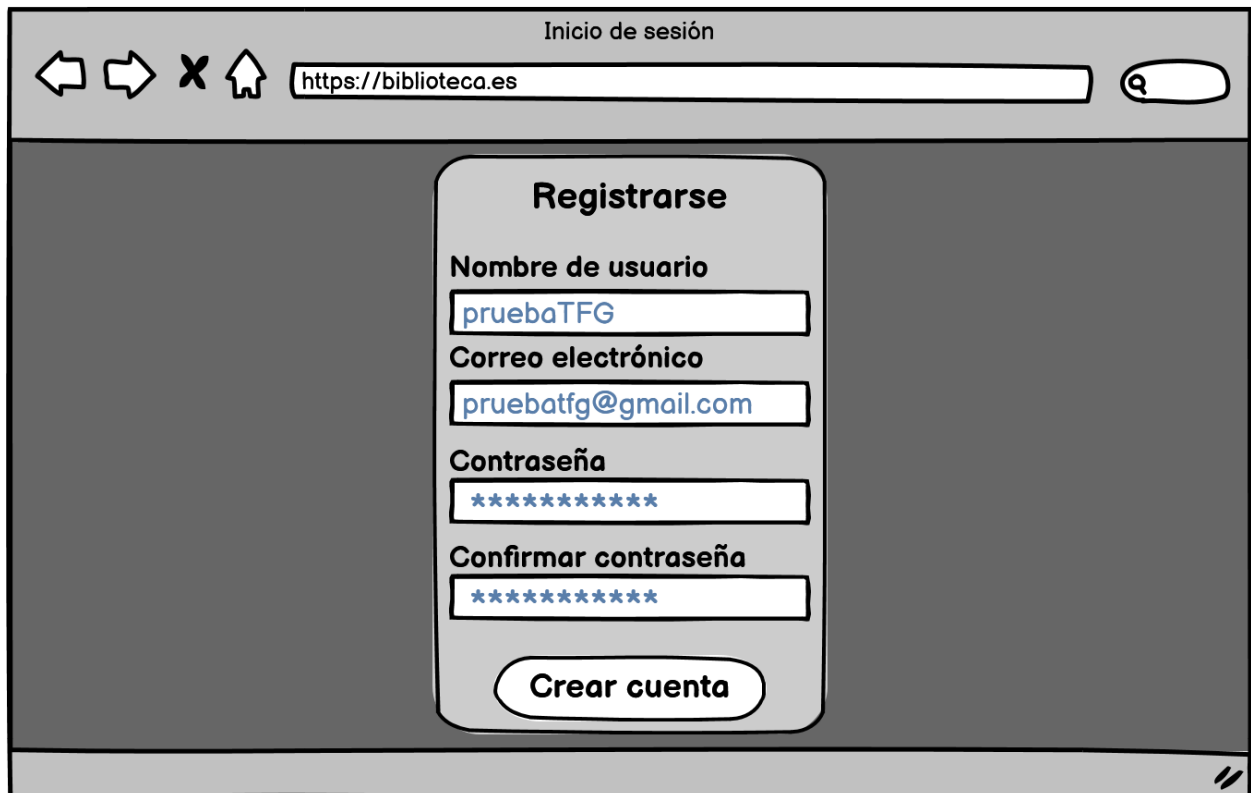 Inicio de sesión
https://biblioteca.es
Registrarse
Nombre de usuario
pruebaTFG
Correo electrónico
pruebatfg@gmail.com
Contraseña
***********
Confirmar contraseña
***********
Crear cuenta